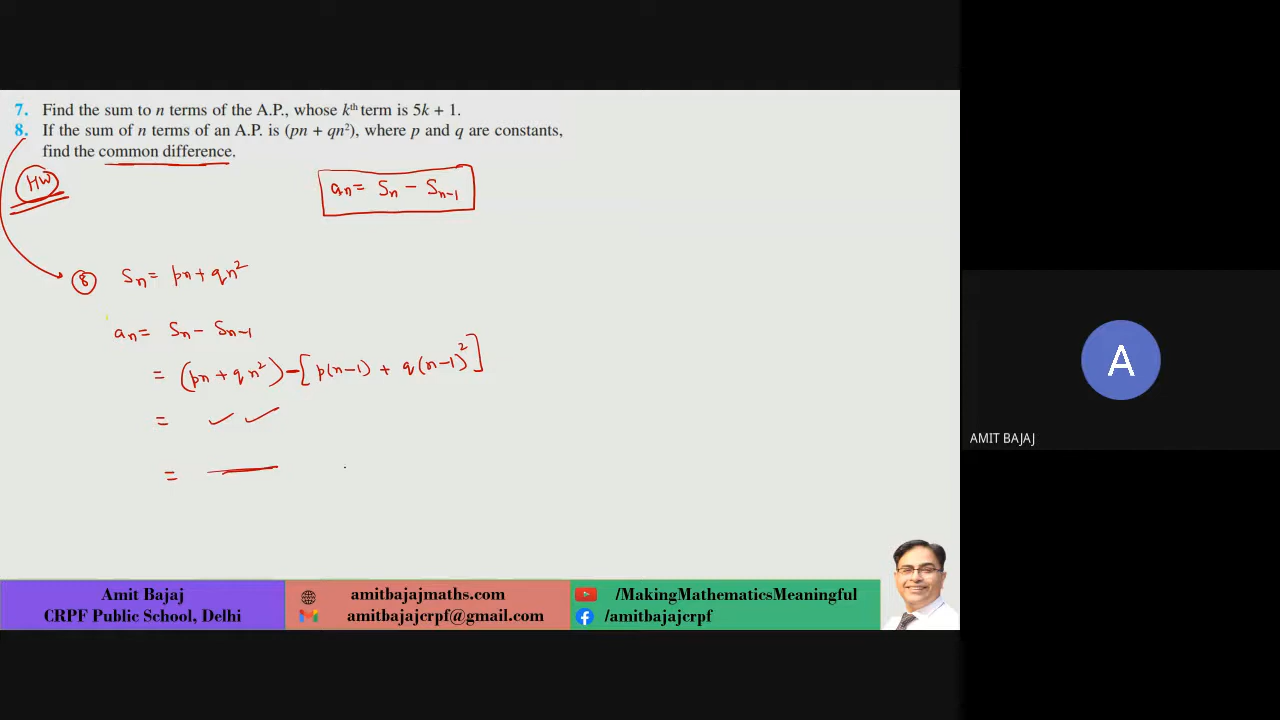 7. Find the sum to n terms of the A.P., whose kᵗʰ term is 5k + 1.
8. If the sum of n terms of an A.P. is (pn + qn²), where p and q are constants,
find the common difference.
HW
aₙ = Sₙ − Sₙ₋₁
8 Sₙ = pn + qn²
aₙ = Sₙ − Sₙ₋₁
= (pn + qn²) − [p(n−1) + q(n−1)²]
=
=
A
AMIT BAJAJ
Amit Bajaj
CRPF Public School, Delhi
amitbajajmaths.com
amitbajajcrpf@gmail.com
/MakingMathematicsMeaningful
/amitbajajcrpf